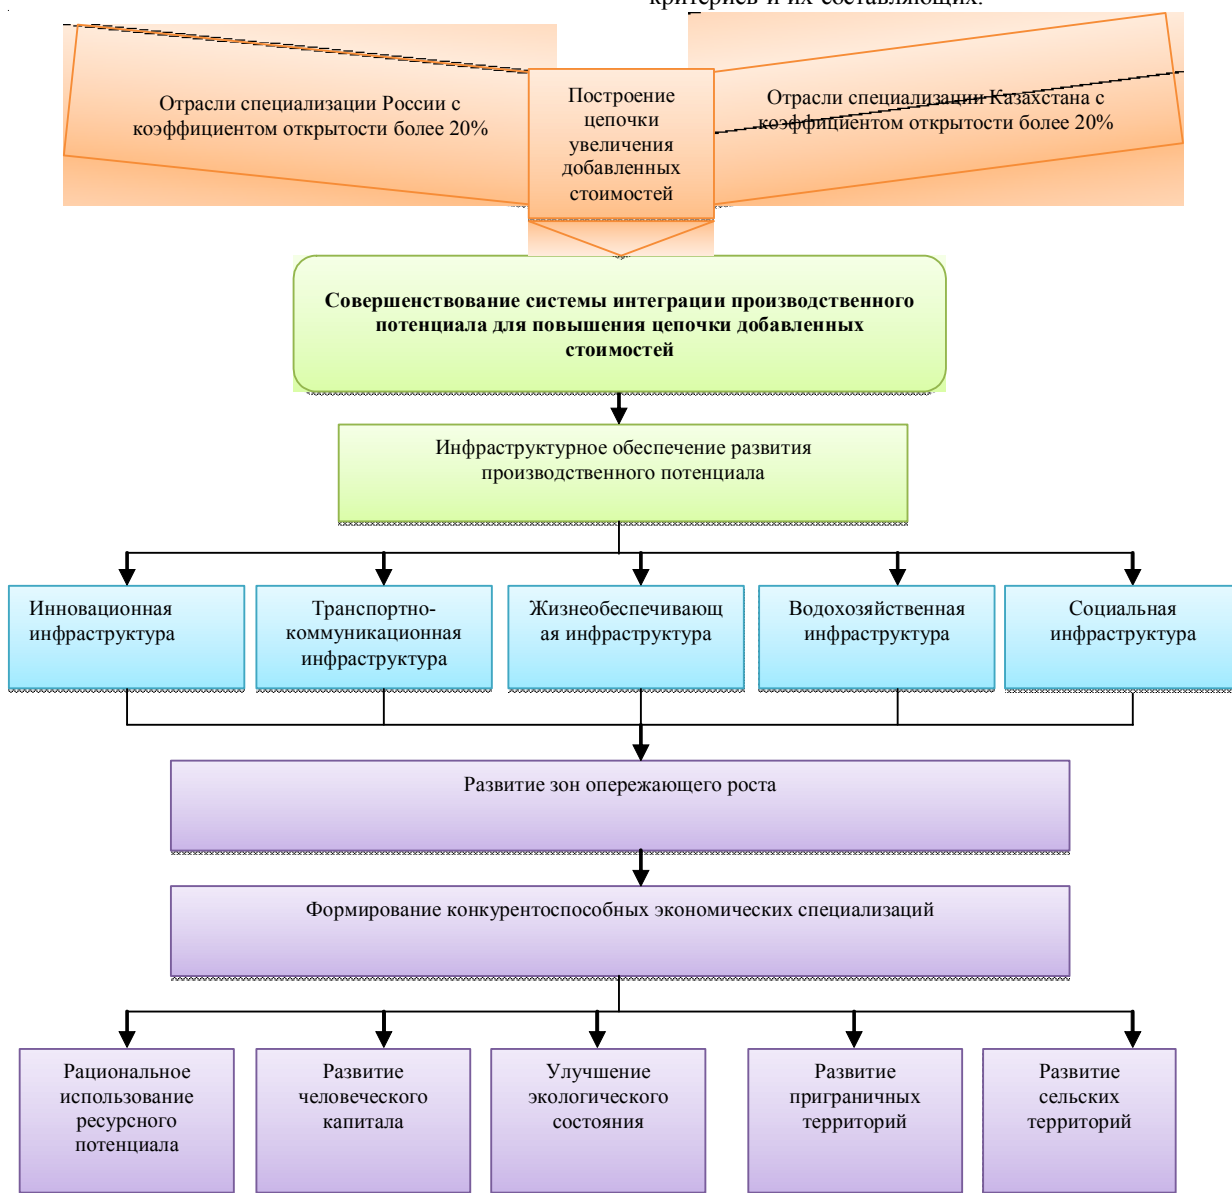 критериев и их составляющих.
Отрасли специализации России с
коэффициентом открытости более 20%
Построение
цепочки
увеличения
добавленных
стоимостей
Отрасли специализации Казахстана с
коэффициентом открытости более 20%
Совершенствование системы интеграции производственного
потенциала для повышения цепочки добавленных
стоимостей
Инфраструктурное обеспечение развития
производственного потенциала
Инновационная
инфраструктура
Транспортно-
коммуникационная
инфраструктура
Жизнеобеспечивающ
ая инфраструктура
Водохозяйственная
инфраструктура
Социальная
инфраструктура
Развитие зон опережающего роста
Формирование конкурентоспособных экономических специализаций
Рациональное
использование
ресурсного
потенциала
Развитие
человеческого
капитала
Улучшение
экологического
состояния
Развитие
приграничных
территорий
Развитие
сельских
территорий